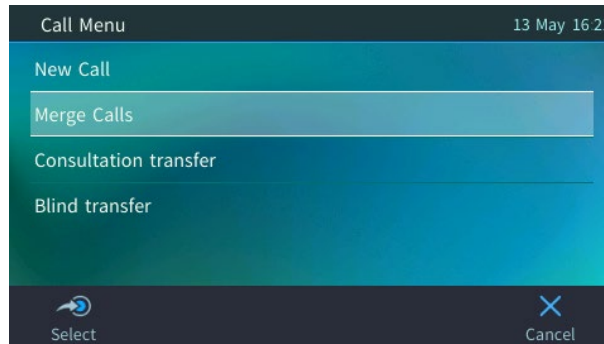 Call Menu 13 May 16:2
New Call
Merge Calls
Consultation transfer
Blind transfer
Select Cancel